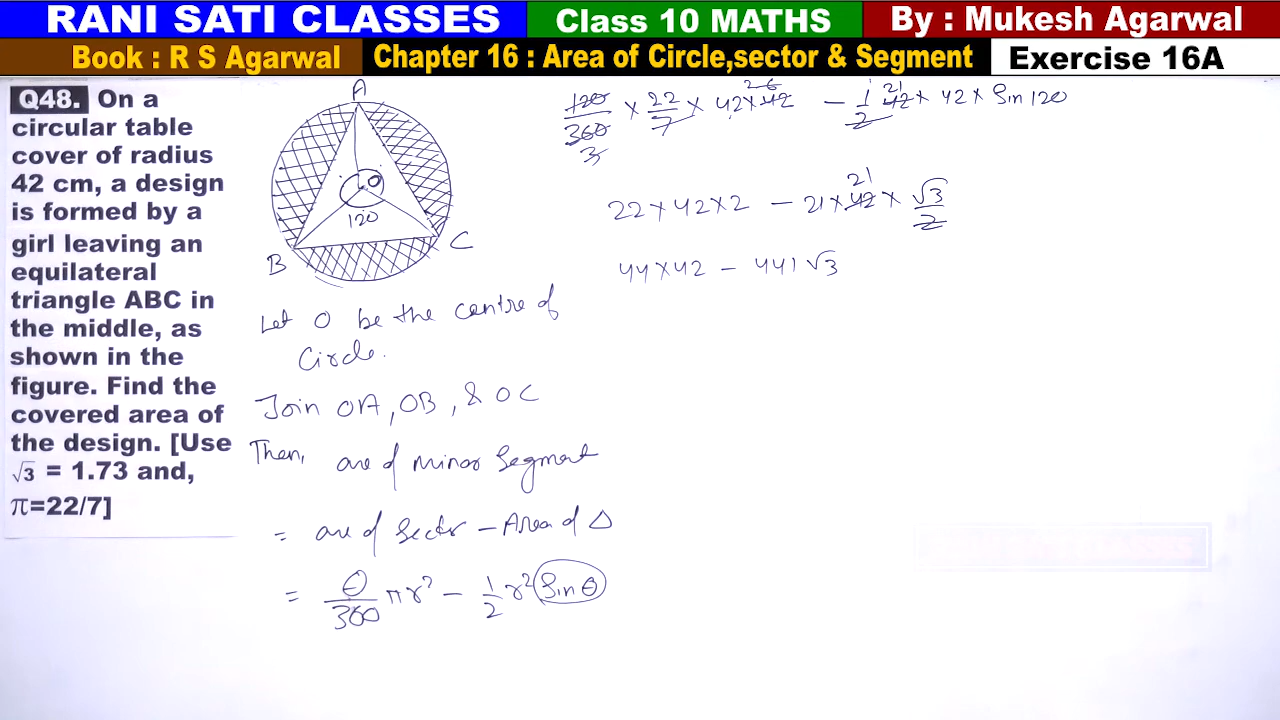 RANI SATI CLASSES
Class 10 MATHS
By : Mukesh Agarwal
Book : R S Agarwal
Chapter 16 : Area of Circle,sector & Segment
Exercise 16A
Q48. On a
circular table
cover of radius
42 cm, a design
is formed by a
girl leaving an
equilateral
triangle ABC in
the middle, as
shown in the
figure. Find the
covered area of
the design. [Use
√3 = 1.73 and,
π=22/7]
A
O
120
B
C
Let O be the centre of
Circle.
Join OA, OB, & OC
Then, are of minor segment
= are of sector - Area of Δ
= θ/360 πr² - 1/2 r² Sin θ
120/360 3 × 22/7 × 42 × 42 26 - 1/2 42 21 × 42 × Sin 120
22 × 42 × 2 - 21 × 42 21 × √3/2
44 × 42 - 441 √3